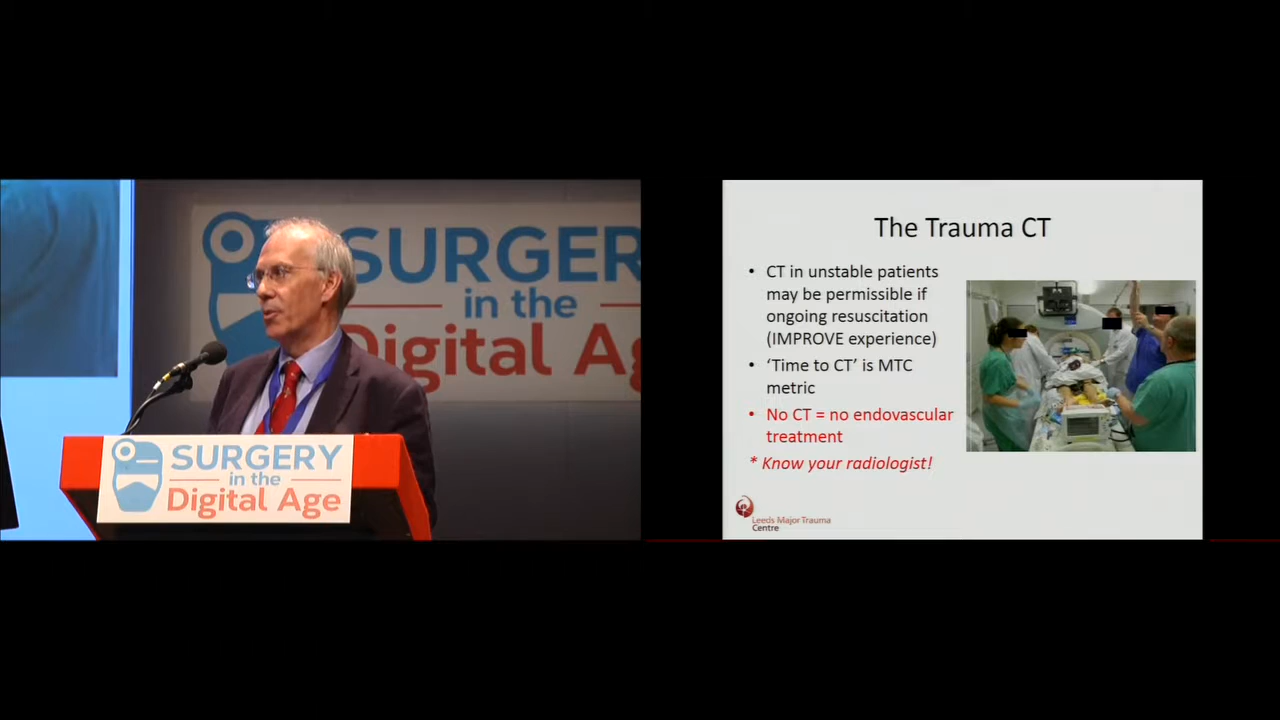 SURGER
in the
Digital A
SURGERY
in the
Digital Age
The Trauma CT
• CT in unstable patients
may be permissible if
ongoing resuscitation
(IMPROVE experience)
• ‘Time to CT’ is MTC
metric
• No CT = no endovascular
treatment
* Know your radiologist!
Leeds Major Trauma
Centre